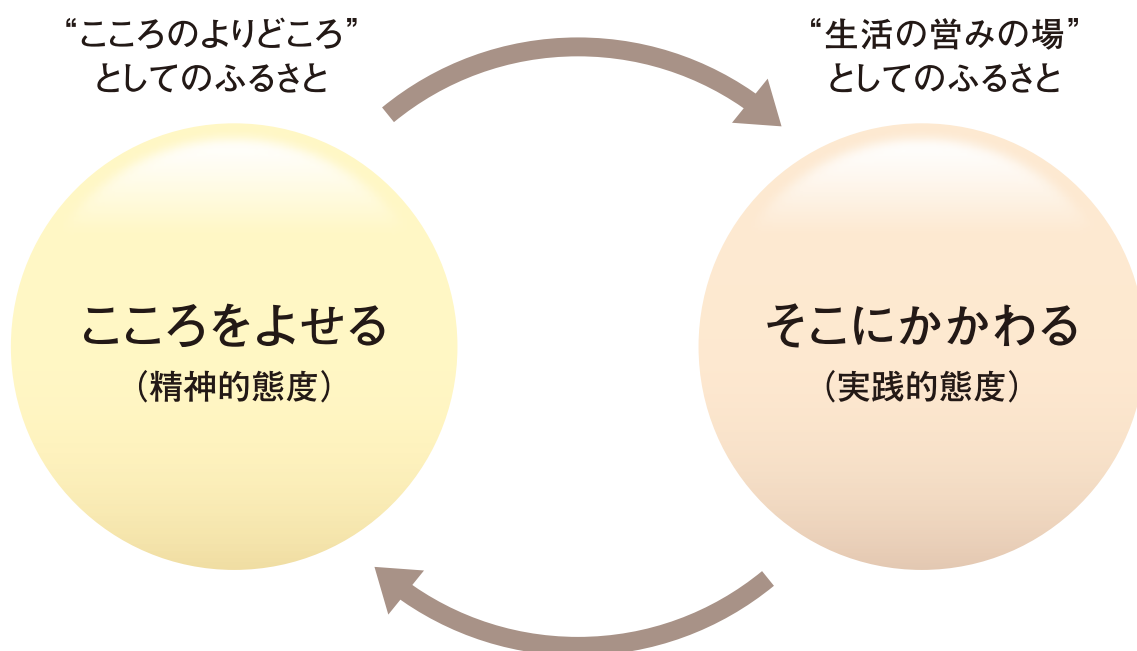 “こころのよりどころ”
としてのふるさと
“生活の営みの場”
としてのふるさと
こころをよせる
（精神的態度）
そこにかかわる
（実践的態度）